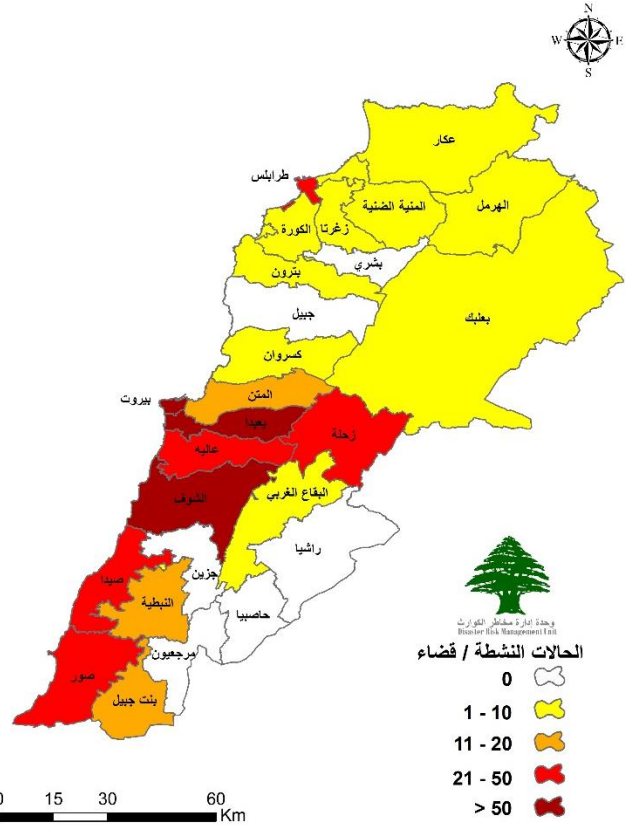 N
W E
S
عكار
طرابلس
الهرمل
المنية الضنية
زغرتا
الكورة
بشري
بترون
جبيل
بعلبك
كسروان
المتن
بيروت
بعبدا
زحلة
عاليه
البقاع الغربي
الشوف
راشيا
جزين
صيدا
النبطية
حاصبيا
مرجعيون
صور
بنت جبيل
وحدة إدارة مخاطر الكوارث
Disaster Risk Management Unit
الحالات النشطة / قضاء
0
1 - 10
11 - 20
21 - 50
> 50
0 15 30 60
Km